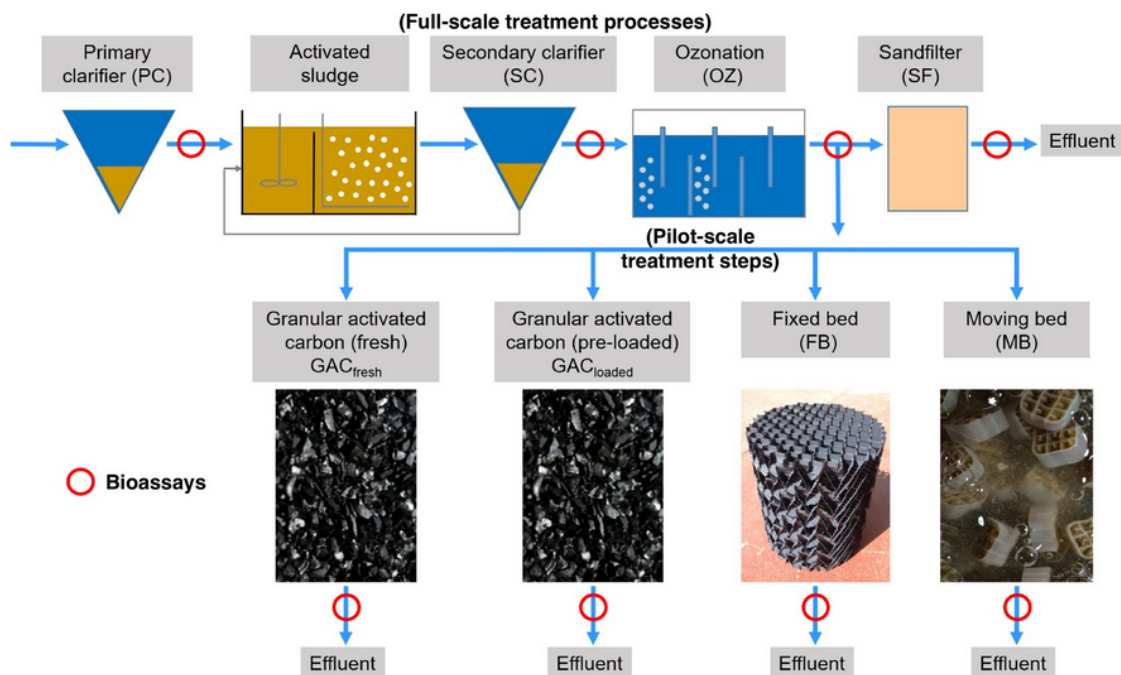 (Full-scale treatment processes)
Primary
clarifier (PC)
Activated
sludge
Secondary clarifier
(SC)
Ozonation
(OZ)
Sandfilter
(SF)
Effluent
(Pilot-scale
treatment steps)
Granular activated
carbon (fresh)
GACfresh
Granular activated
carbon (pre-loaded)
GACloaded
Fixed bed
(FB)
Moving bed
(MB)
Bioassays
Effluent
Effluent
Effluent
Effluent